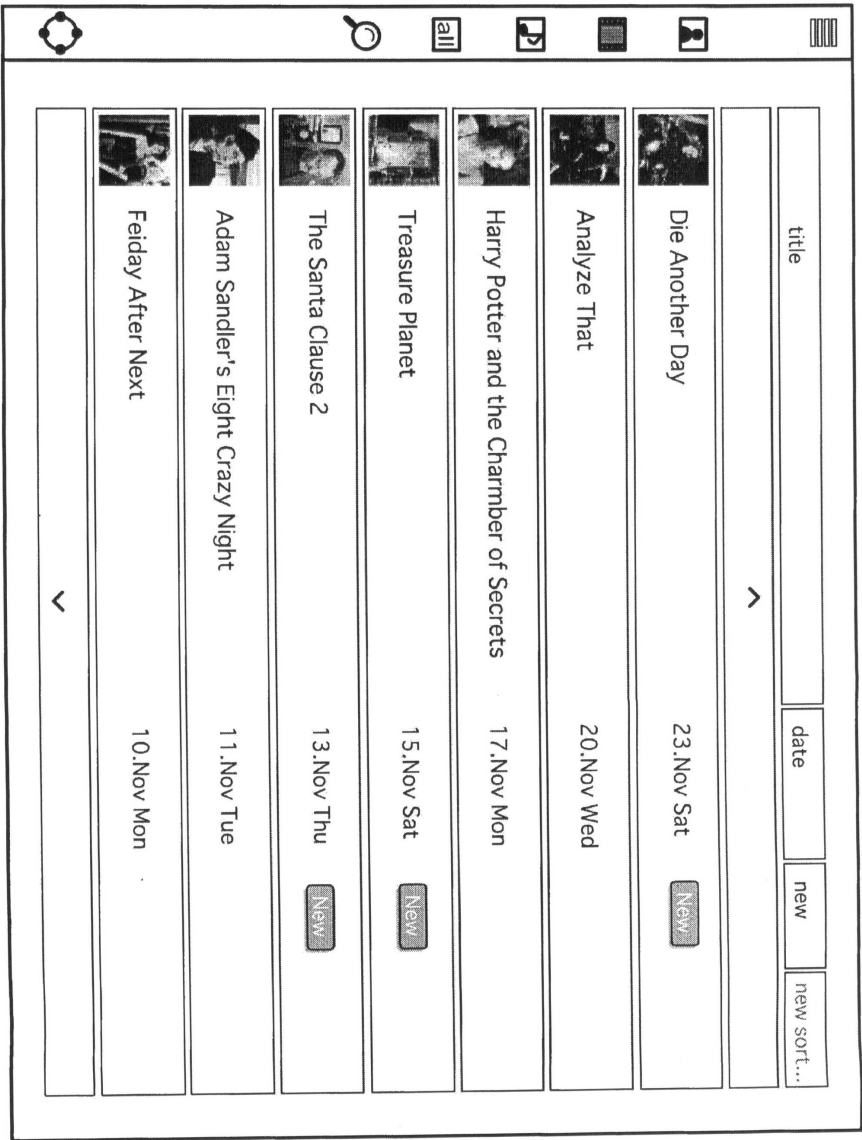 all
title date new new sort...
Die Another Day 23.Nov Sat New
Analyze That 20.Nov Wed
Harry Potter and the Charmber of Secrets 17.Nov Mon
Treasure Planet 15.Nov Sat New
The Santa Clause 2 13.Nov Thu New
Adam Sandler's Eight Crazy Night 11.Nov Tue
Feiday After Next 10.Nov Mon